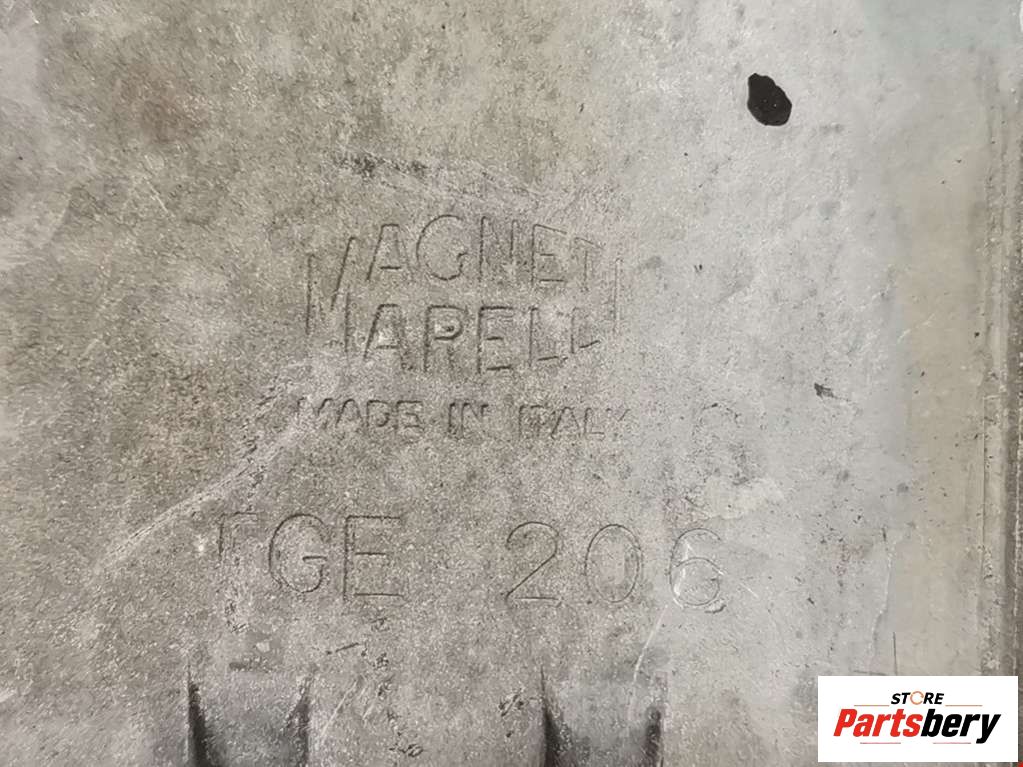 MAGNETI
MARELLI
MADE IN ITALY
TGE 206
STORE
Partsbery